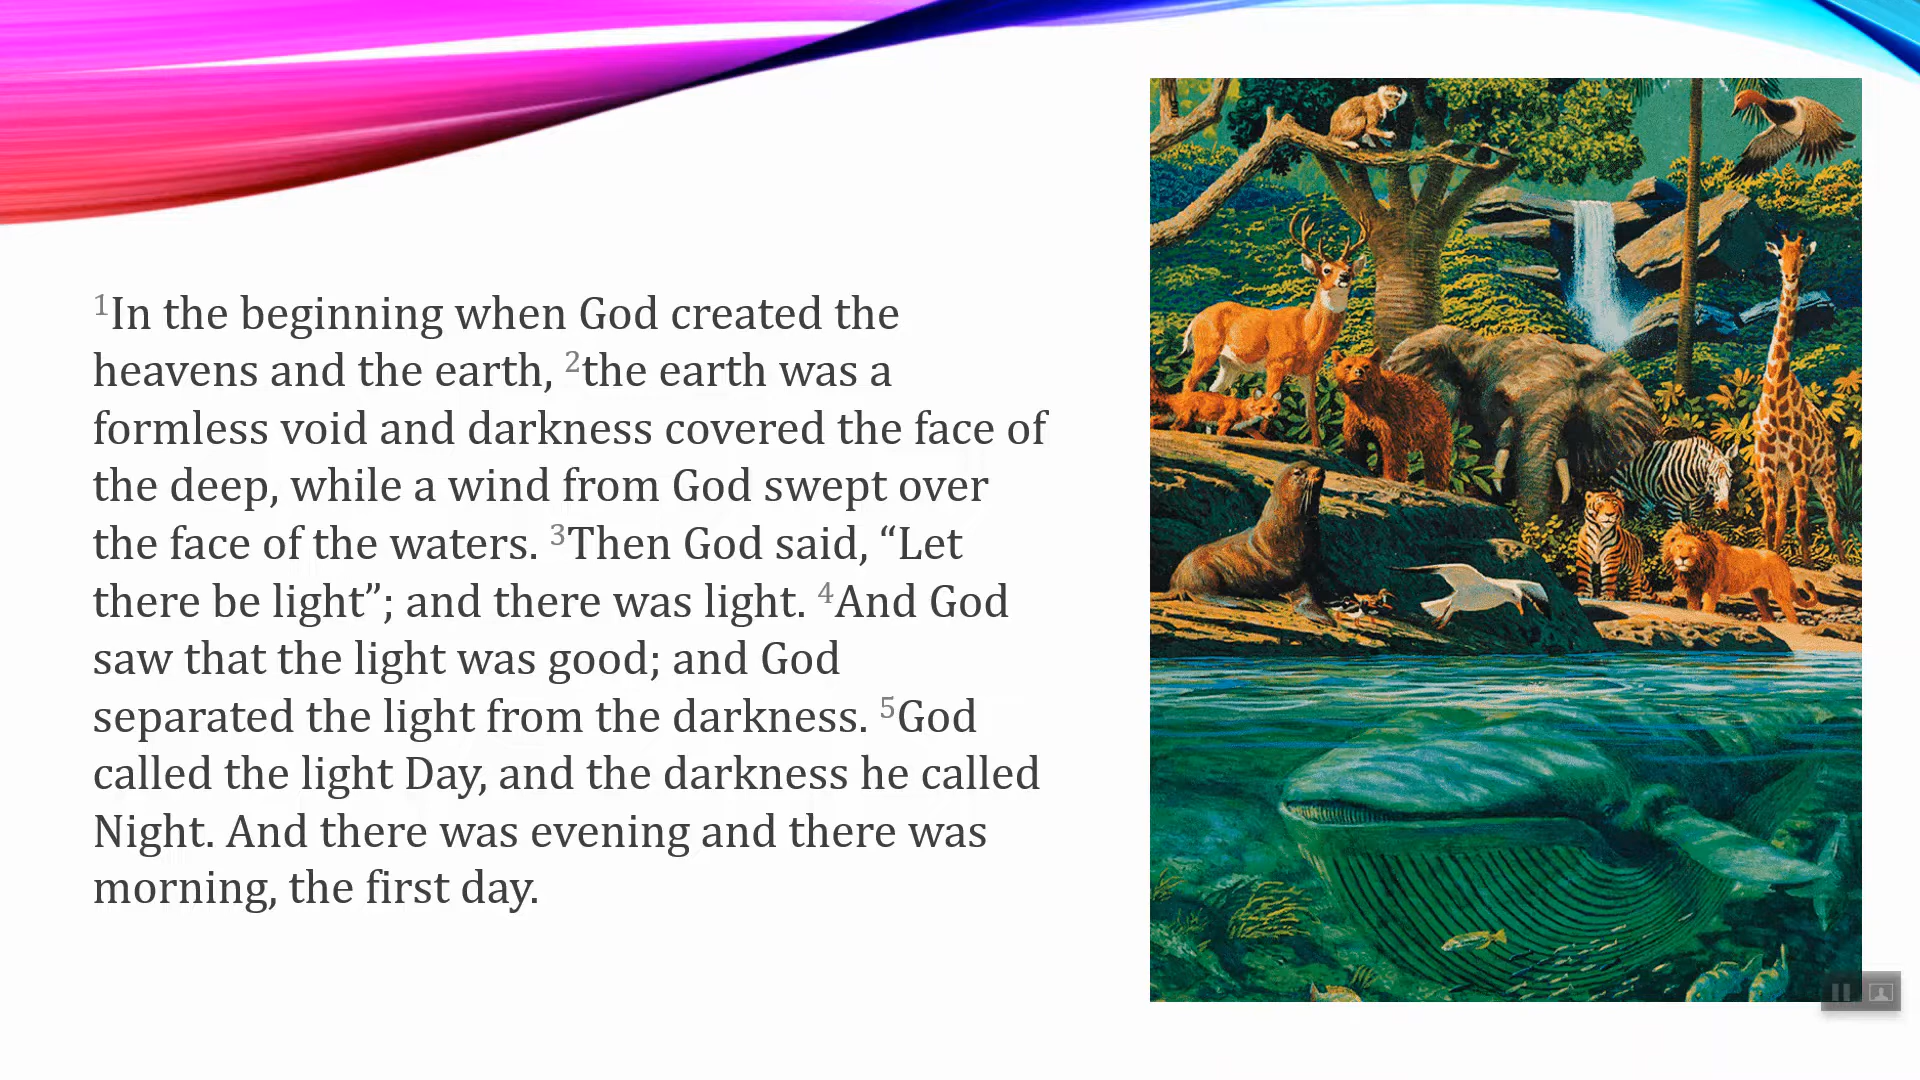 1In the beginning when God created the
heavens and the earth, 2the earth was a
formless void and darkness covered the face of
the deep, while a wind from God swept over
the face of the waters. 3Then God said, “Let
there be light”; and there was light. 4And God
saw that the light was good; and God
separated the light from the darkness. 5God
called the light Day, and the darkness he called
Night. And there was evening and there was
morning, the first day.